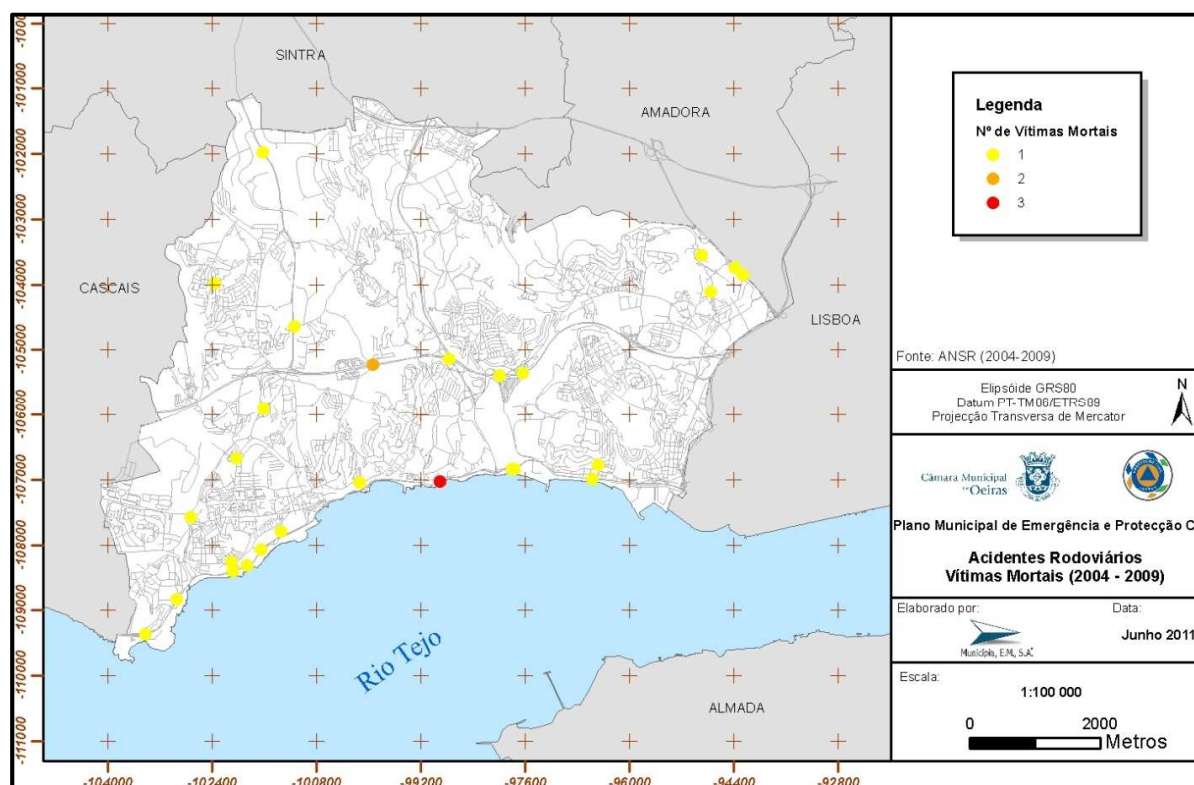 SINTRA
AMADORA
CASCAIS
LISBOA
ALMADA
Rio Tejo
-101000
-102000
-103000
-104000
-105000
-106000
-107000
-108000
-109000
-110000
-111000
-104000
-102400
-100800
-99200
-97600
-96000
-94400
-92800
Legenda
Nº de Vítimas Mortais
1
2
3
Fonte: ANSR (2004-2009)
Elipsóide GRS80
Datum PT-TM06/ETRS89
Projecção Transversa de Mercator
N
Câmara Municipal
de Oeiras
Plano Municipal de Emergência e Protecção C
Acidentes Rodoviários
Vítimas Mortais (2004 - 2009)
Elaborado por:
Data:
Municípia, E.M., S.A.
Junho 2011
Escala:
1:100 000
0
2000
Metros